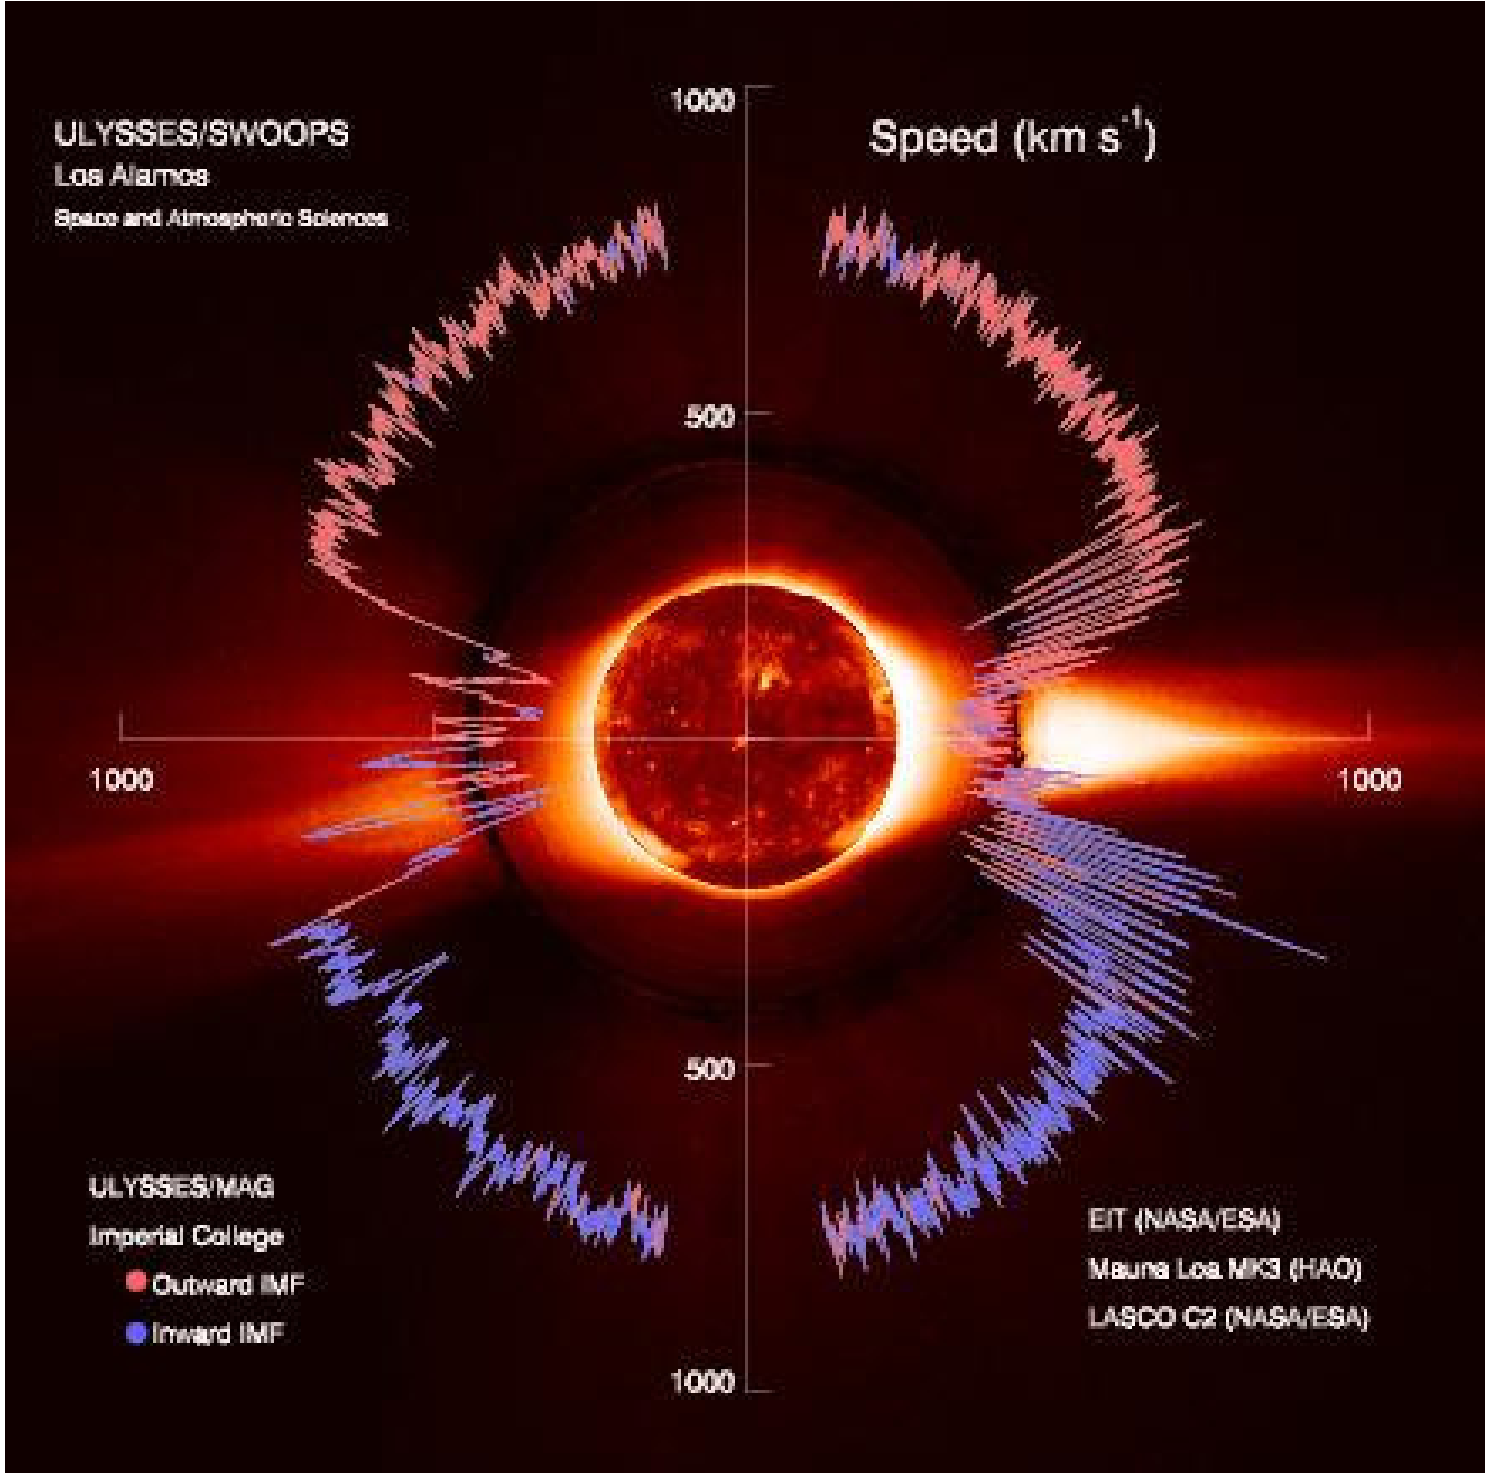 1000
ULYSSES/SWOOPS
Speed (km s-1)
Los Alamos
Space and Atmospheric Sciences
500
1000
1000
500
ULYSSES/MAG
Imperial College
Outward IMF
Inward IMF
EIT (NASA/ESA)
Mauna Loa MK3 (HAO)
LASCO C2 (NASA/ESA)
1000